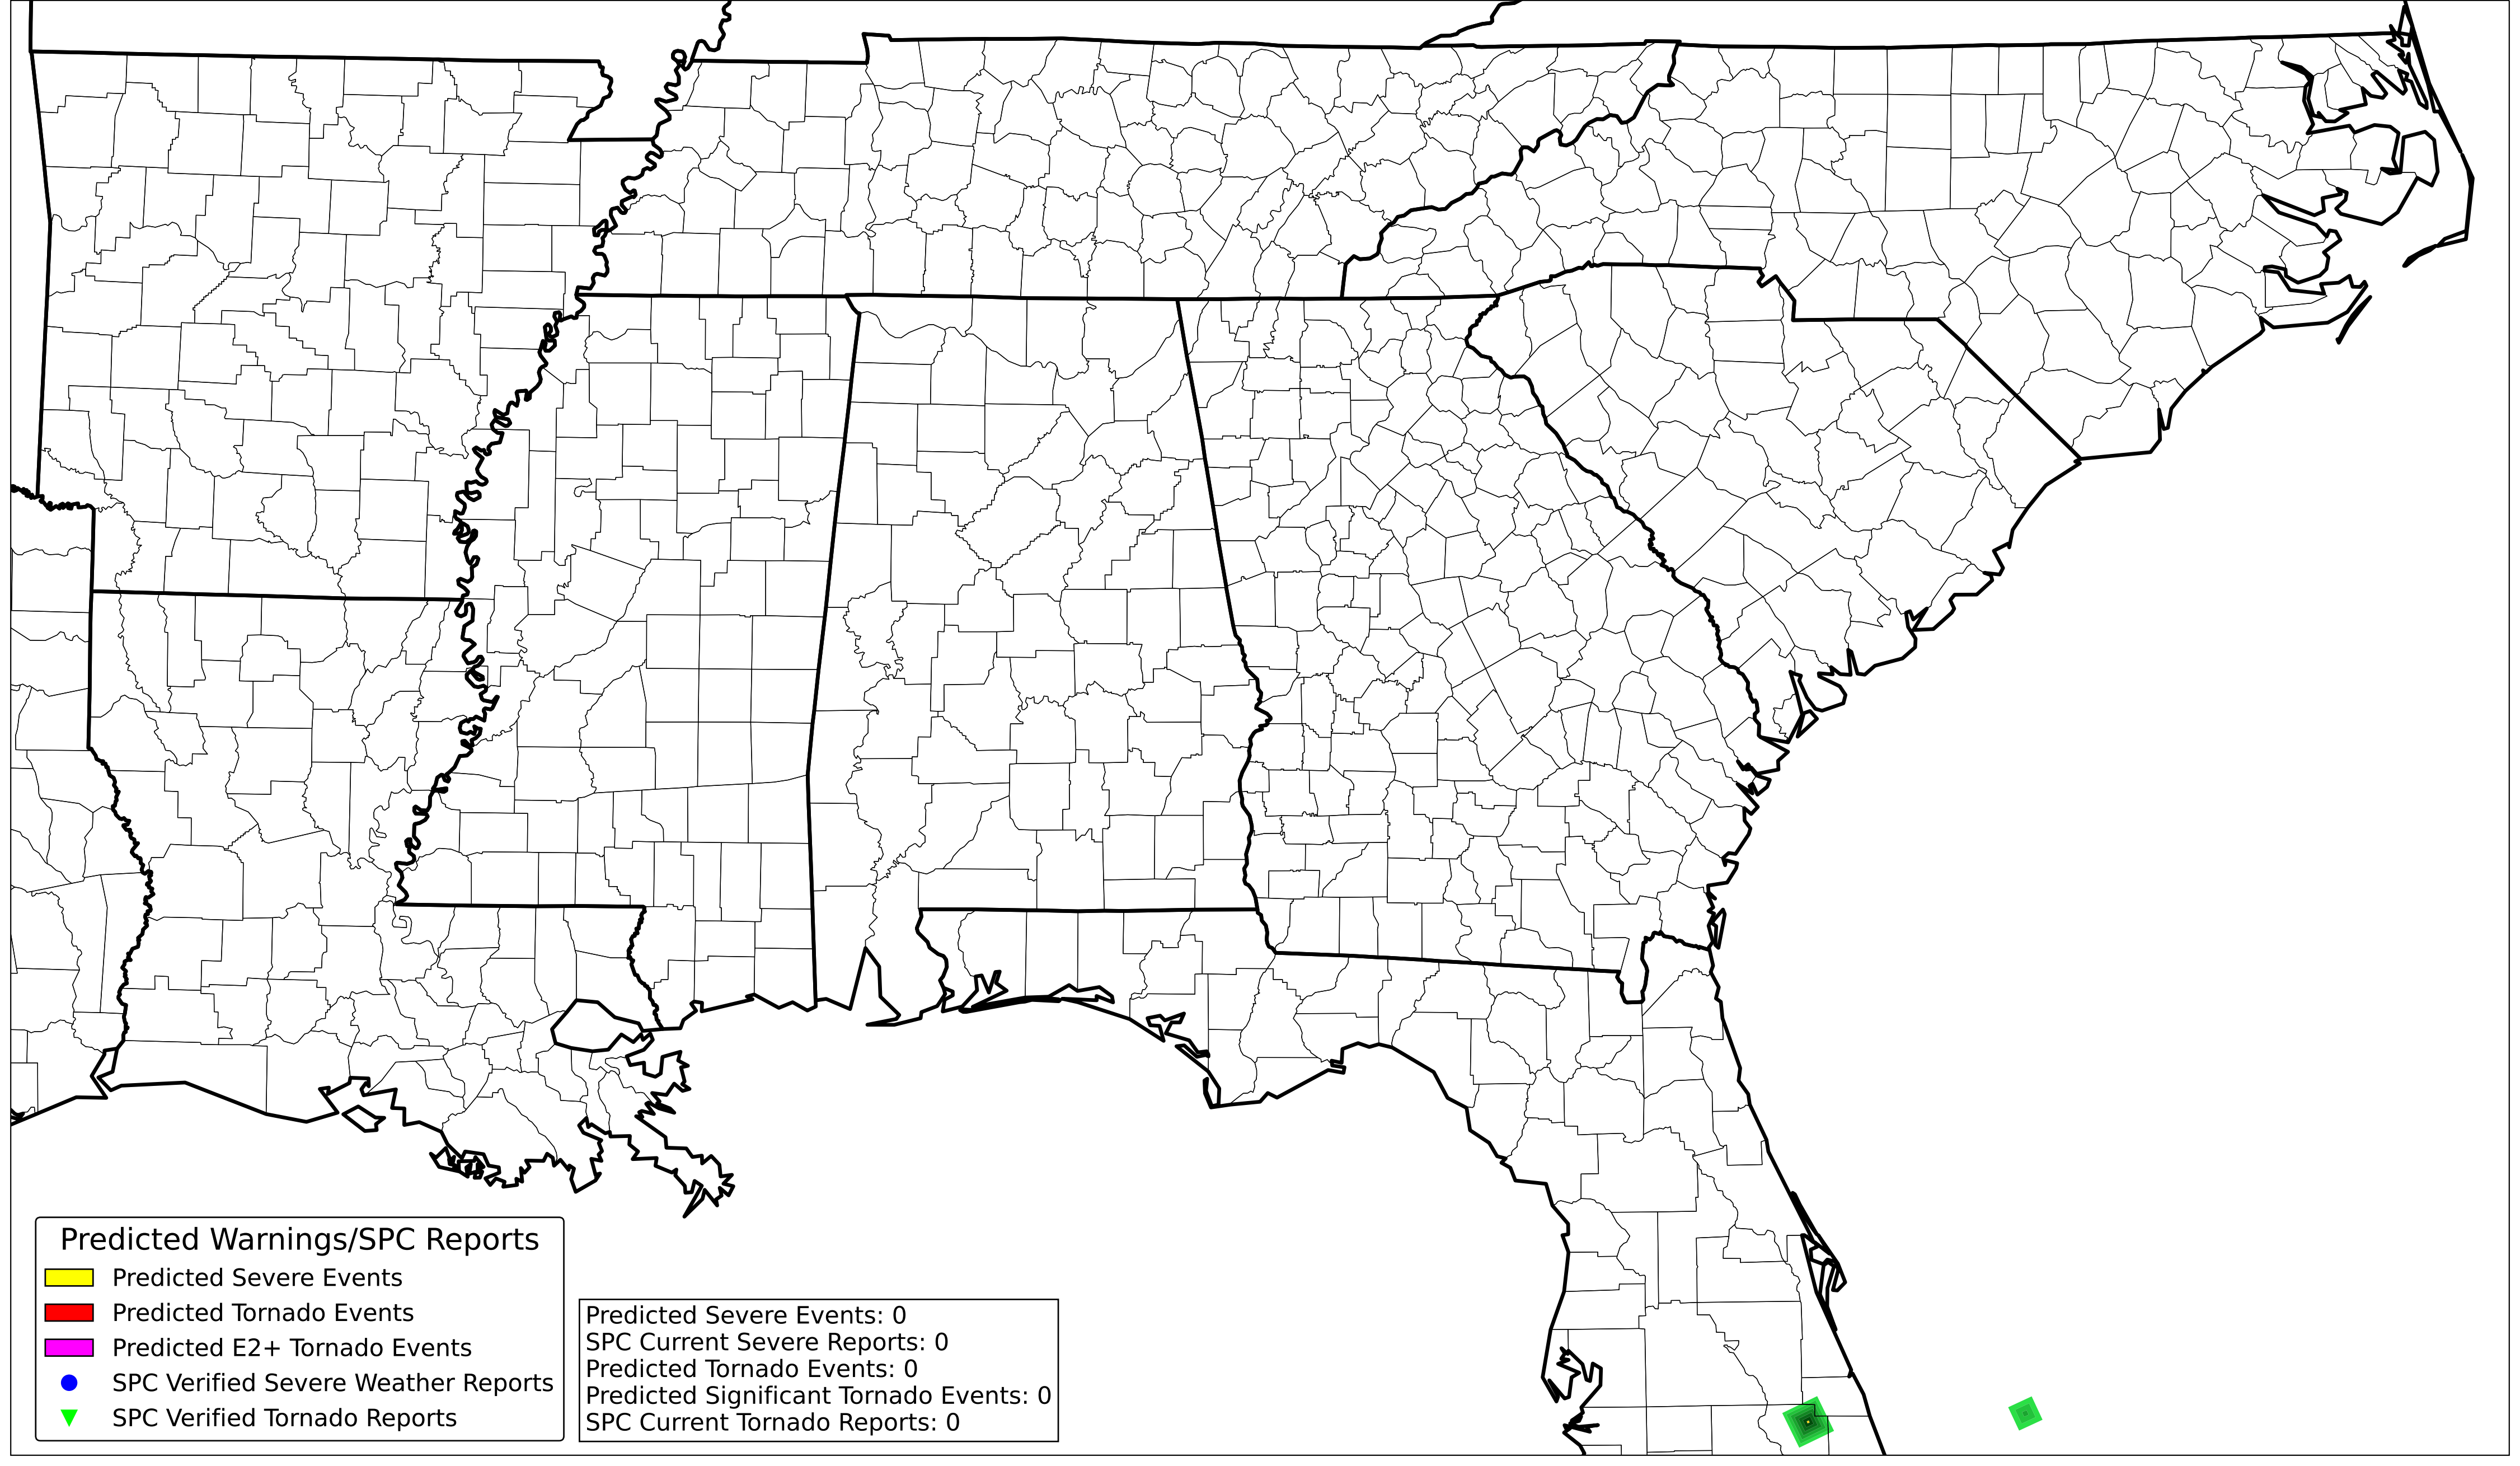 Predicted Warnings/SPC Reports
Predicted Severe Events
Predicted Tornado Events
Predicted E2+ Tornado Events
SPC Verified Severe Weather Reports
SPC Verified Tornado Reports
Predicted Severe Events: 0
SPC Current Severe Reports: 0
Predicted Tornado Events: 0
Predicted Significant Tornado Events: 0
SPC Current Tornado Reports: 0